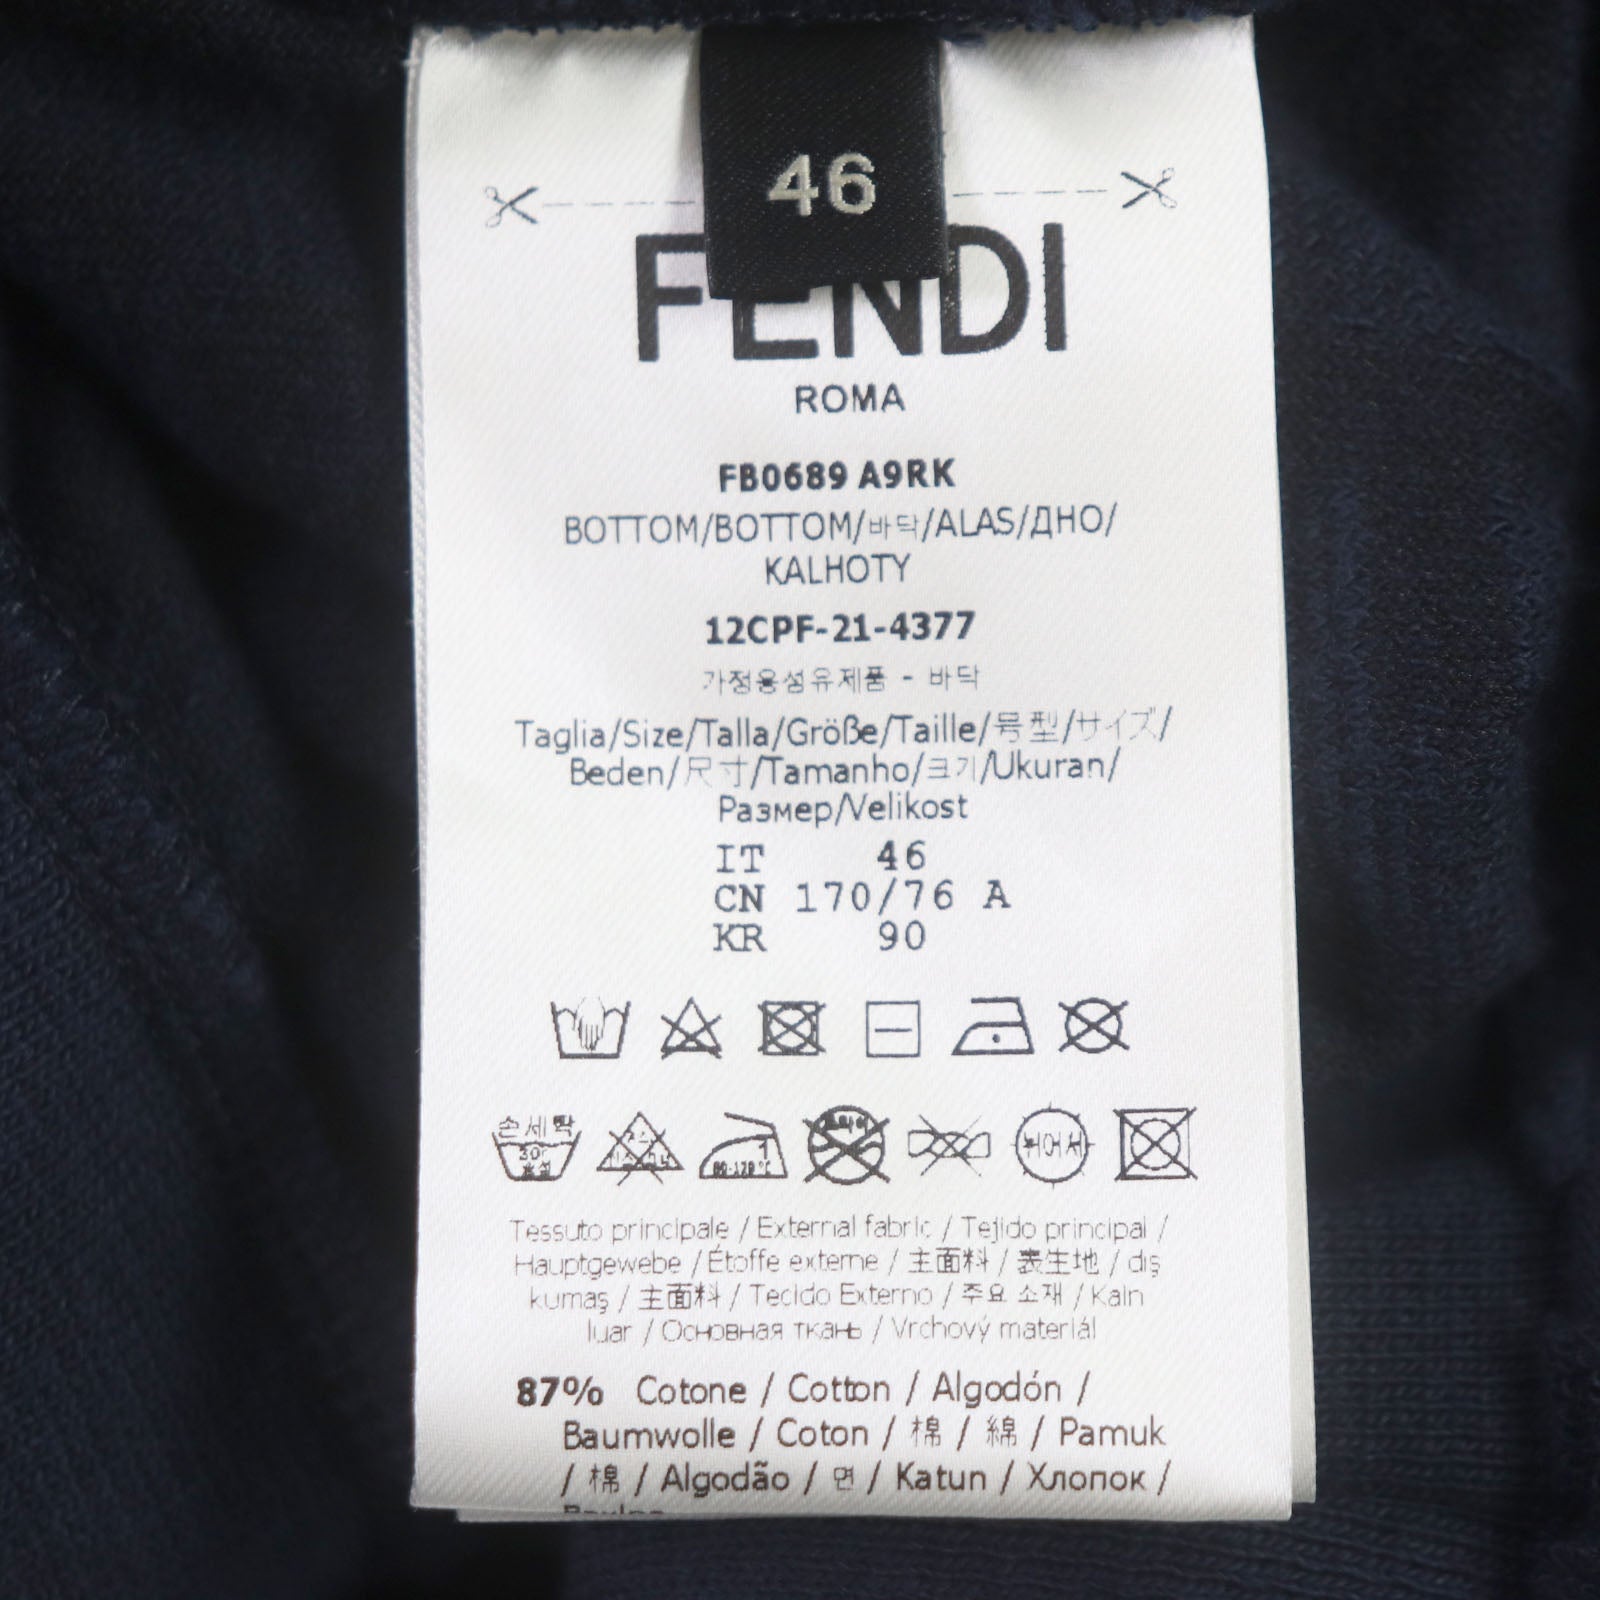 46
FENDI
ROMA
FB0689 A9RK
BOTTOM/BOTTOM/바닥/ALAS/ДНО/
KALHOTY
12CPF-21-4377
가정용섬유제품 - 바닥
Taglia/Size/Talla/Größe/Taille/号型/サイズ/
Beden/尺寸/Tamanho/크기/Ukuran/
Размер/Velikost
IT 46
CN 170/76 A
KR 90
손세탁
30°
중성
80-120℃
Tessuto principale / External fabric / Tejido principal /
Hauptgewebe / Étoffe externe / 主面料 / 表生地 / dış
kumaş / 主面料 / Tecido Externo / 주요 소재 / Kain
luar / Основная ткань / Vrchový materiál
87% Cotone / Cotton / Algodón /
Baumwolle / Coton / 棉 / 綿 / Pamuk
/ 棉 / Algodão / 면 / Katun / Хлопок /